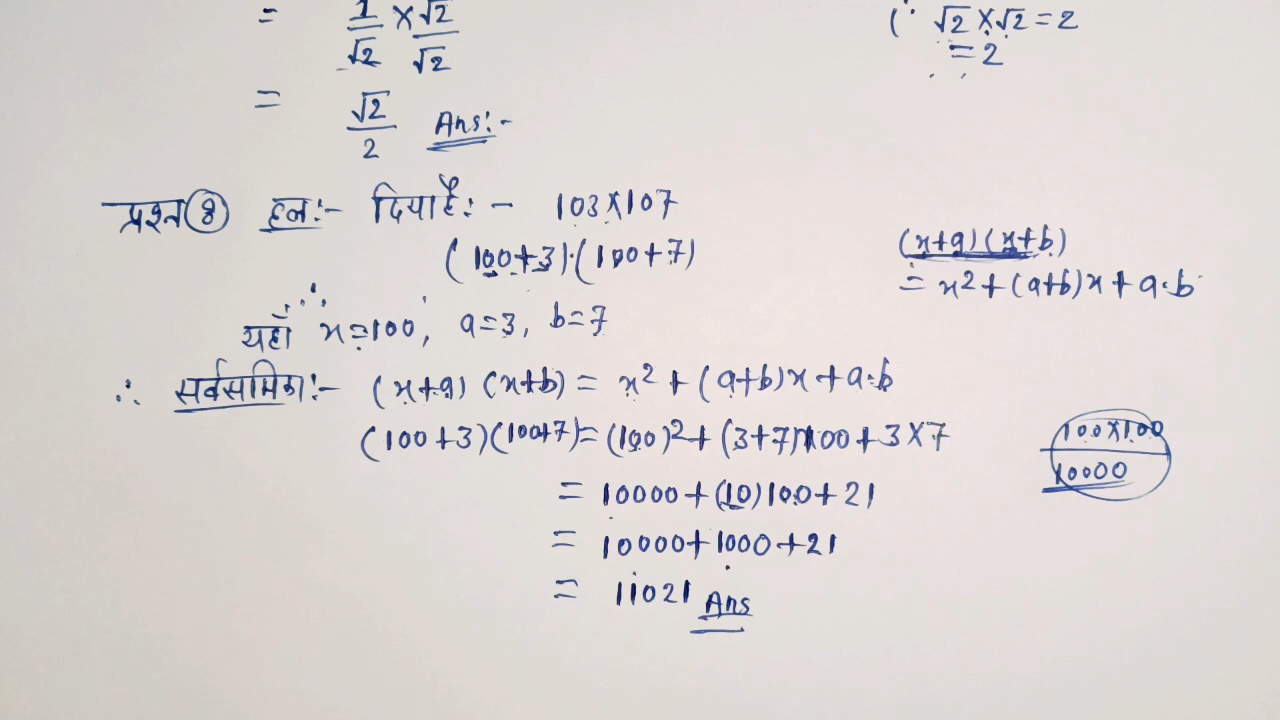 = 1/√2 × √2/√2
(∵ √2×√2=2
=2
= √2/2 Ans:-
प्रश्न 8 हल:- दिया है:- 103×107
(100+3)·(100+7)
(x+a)(x+b)
= x²+(a+b)x+a·b
∵ यहाँ x=100, a=3, b=7
∴ सर्वसमिका:- (x+a) (x+b) = x²+(a+b)x+a·b
(100+3)(100+7)=(100)²+(3+7)100+3×7
100×100
10000
= 10000+(10)100+21
= 10000+1000+21
= 11021 Ans